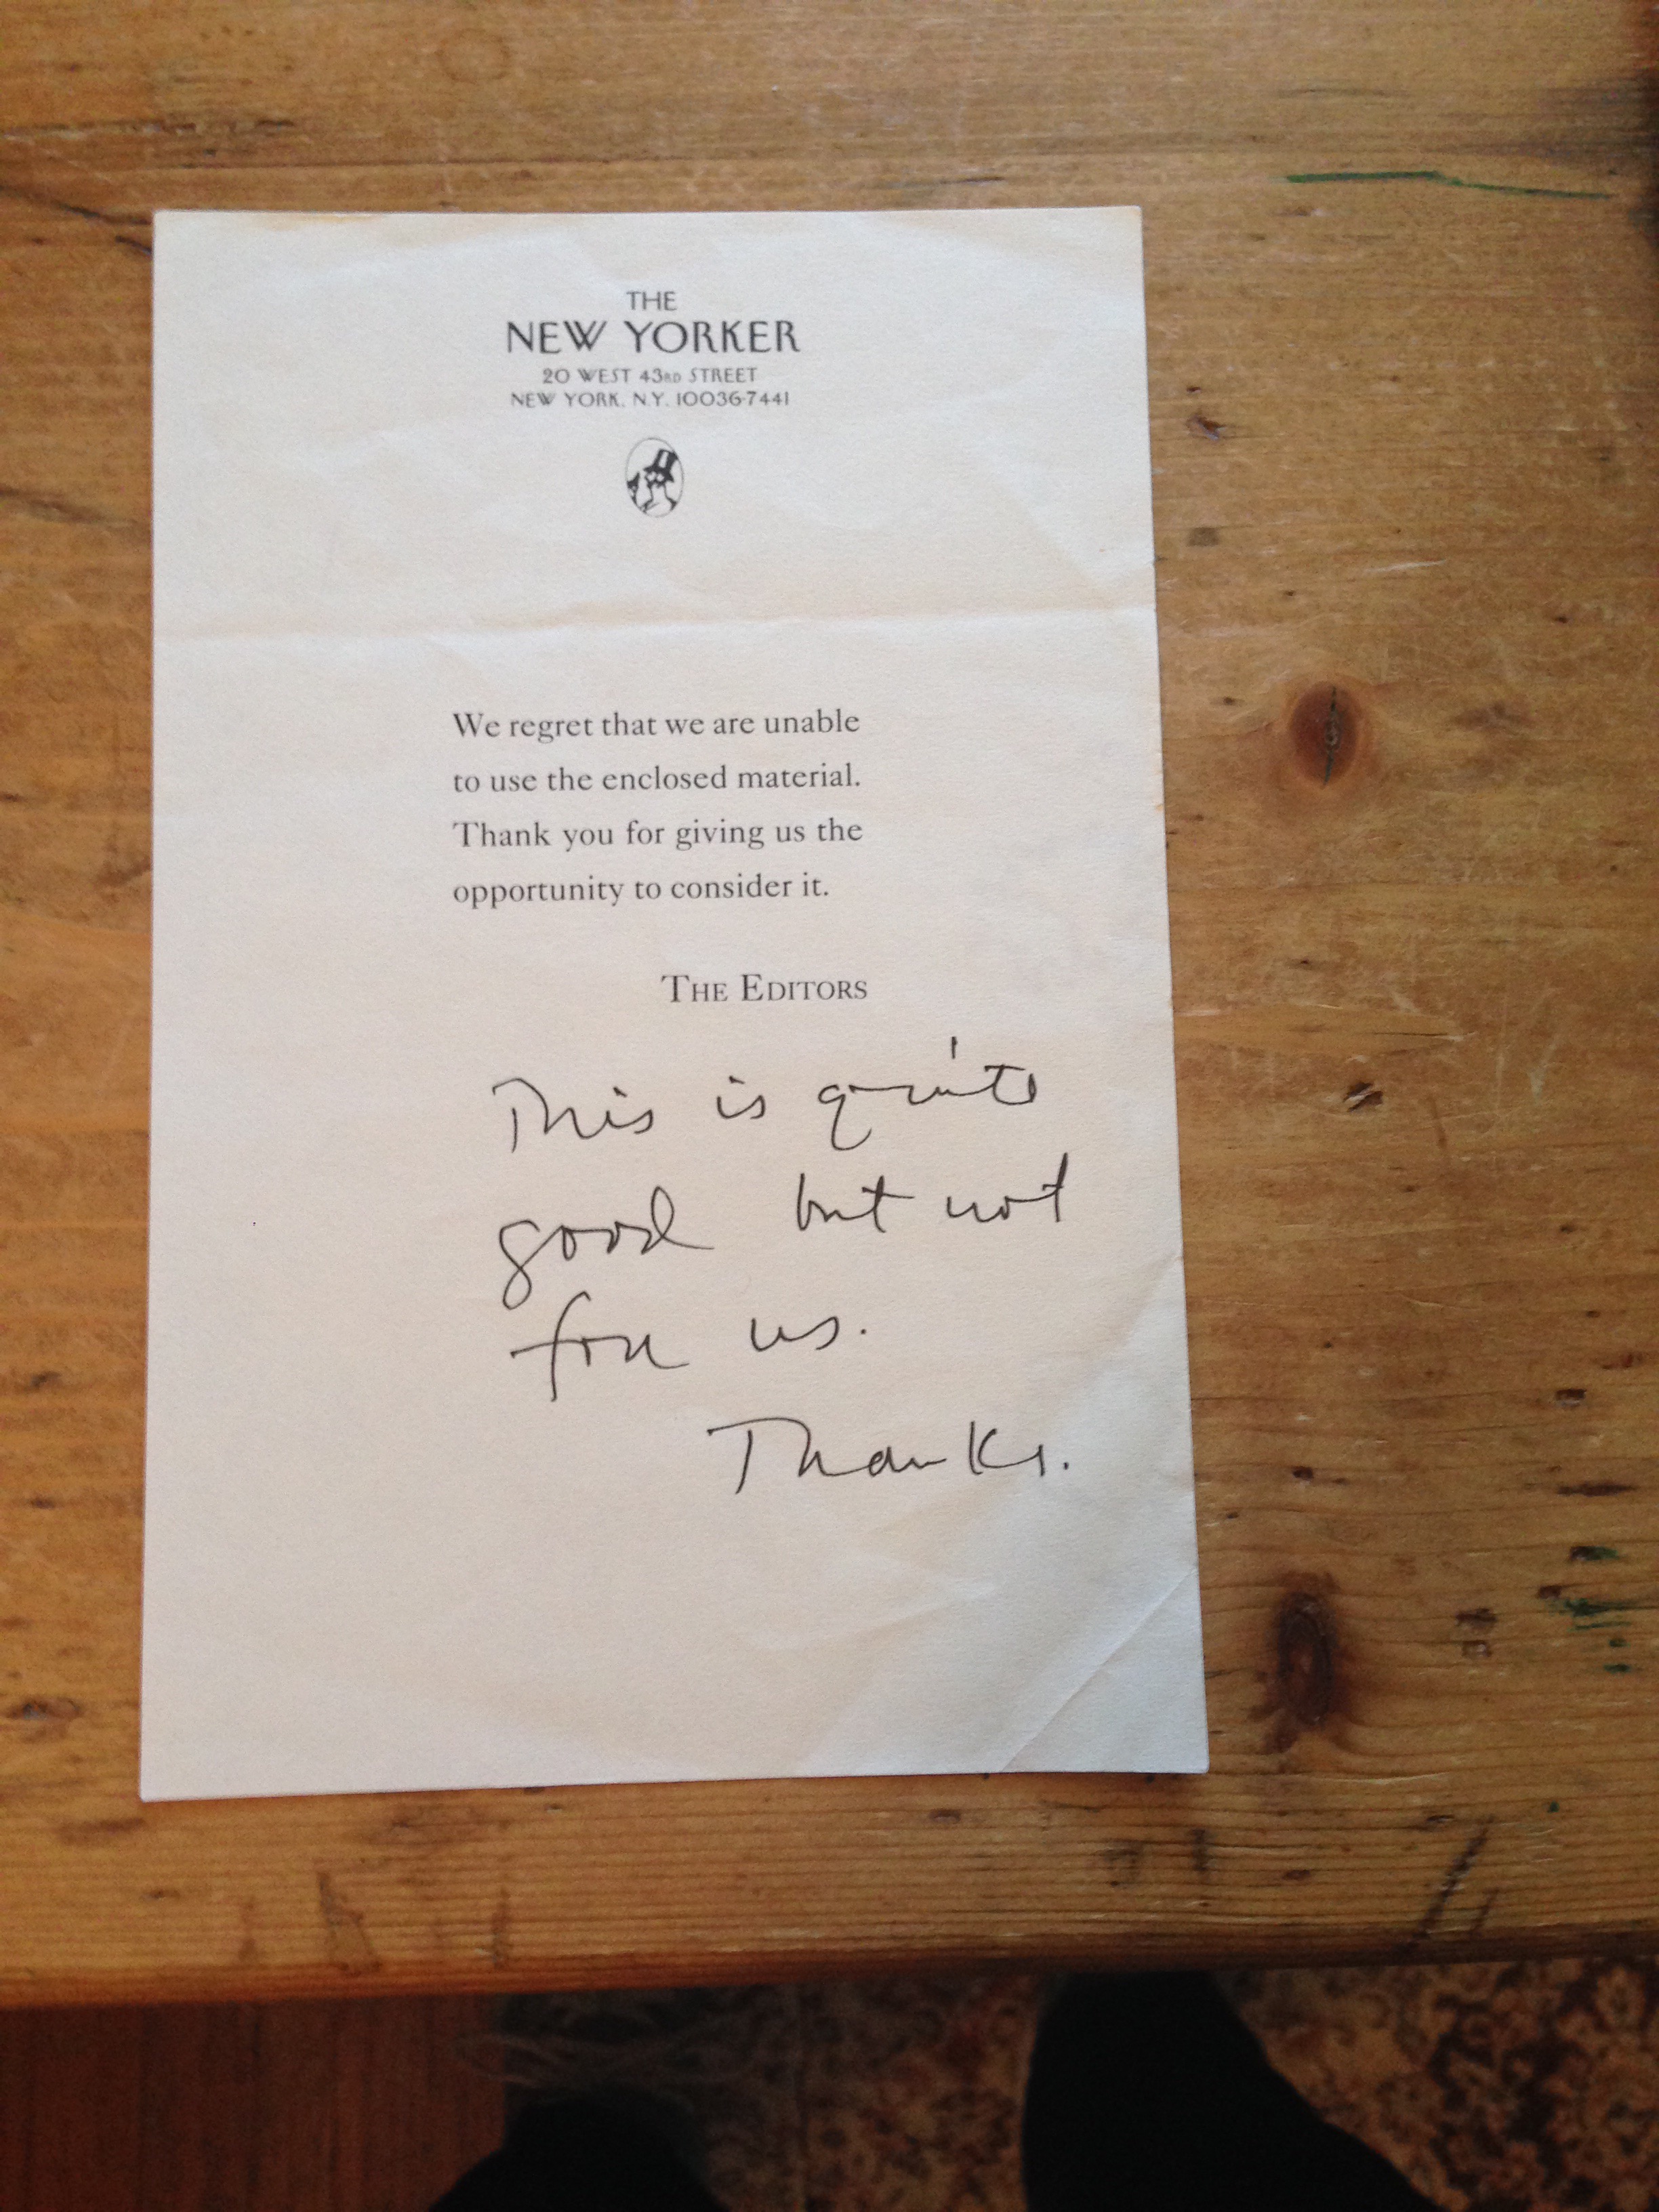 THE
NEW YORKER
20 WEST 43RD STREET
NEW YORK, N.Y. 10036-7441
We regret that we are unable
to use the enclosed material.
Thank you for giving us the
opportunity to consider it.
THE EDITORS
This is quite
good but not
for us.
Thanks.